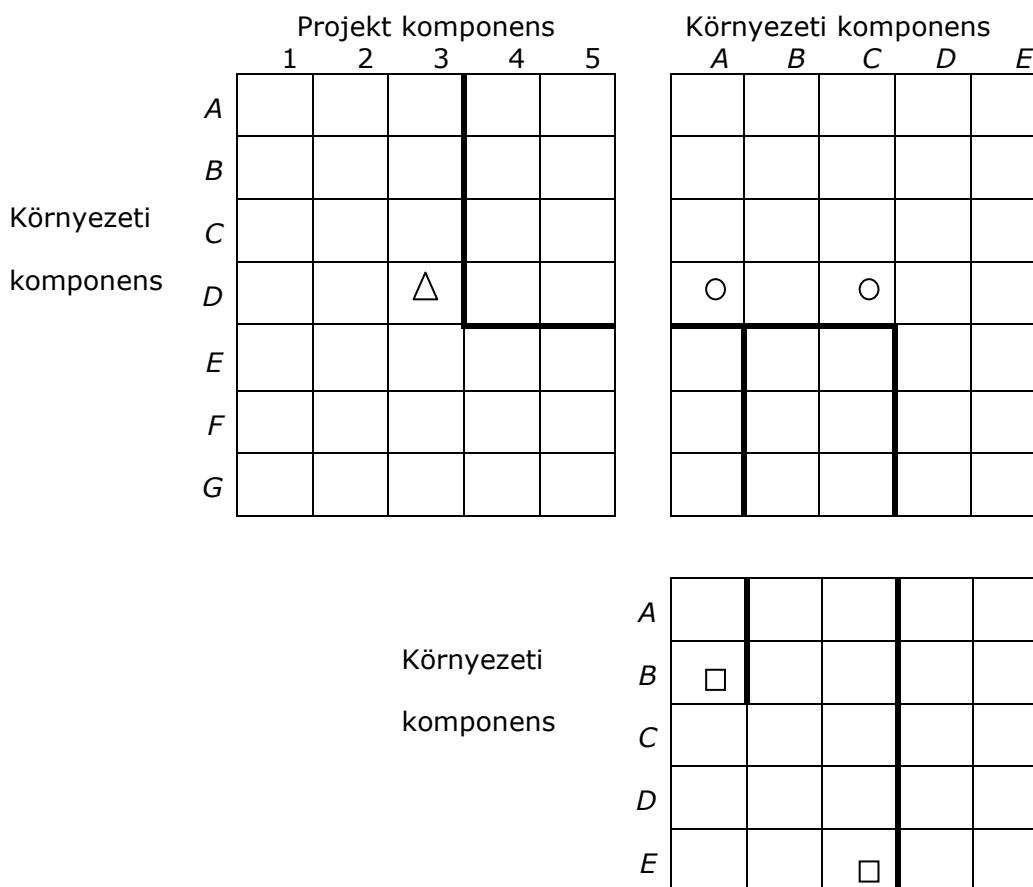 Projekt komponens
Környezeti komponens
1 2 3 4 5
A B C D E
A
B
Környezeti
C
komponens
D
E
F
G
A
Környezeti
B
komponens
C
D
E